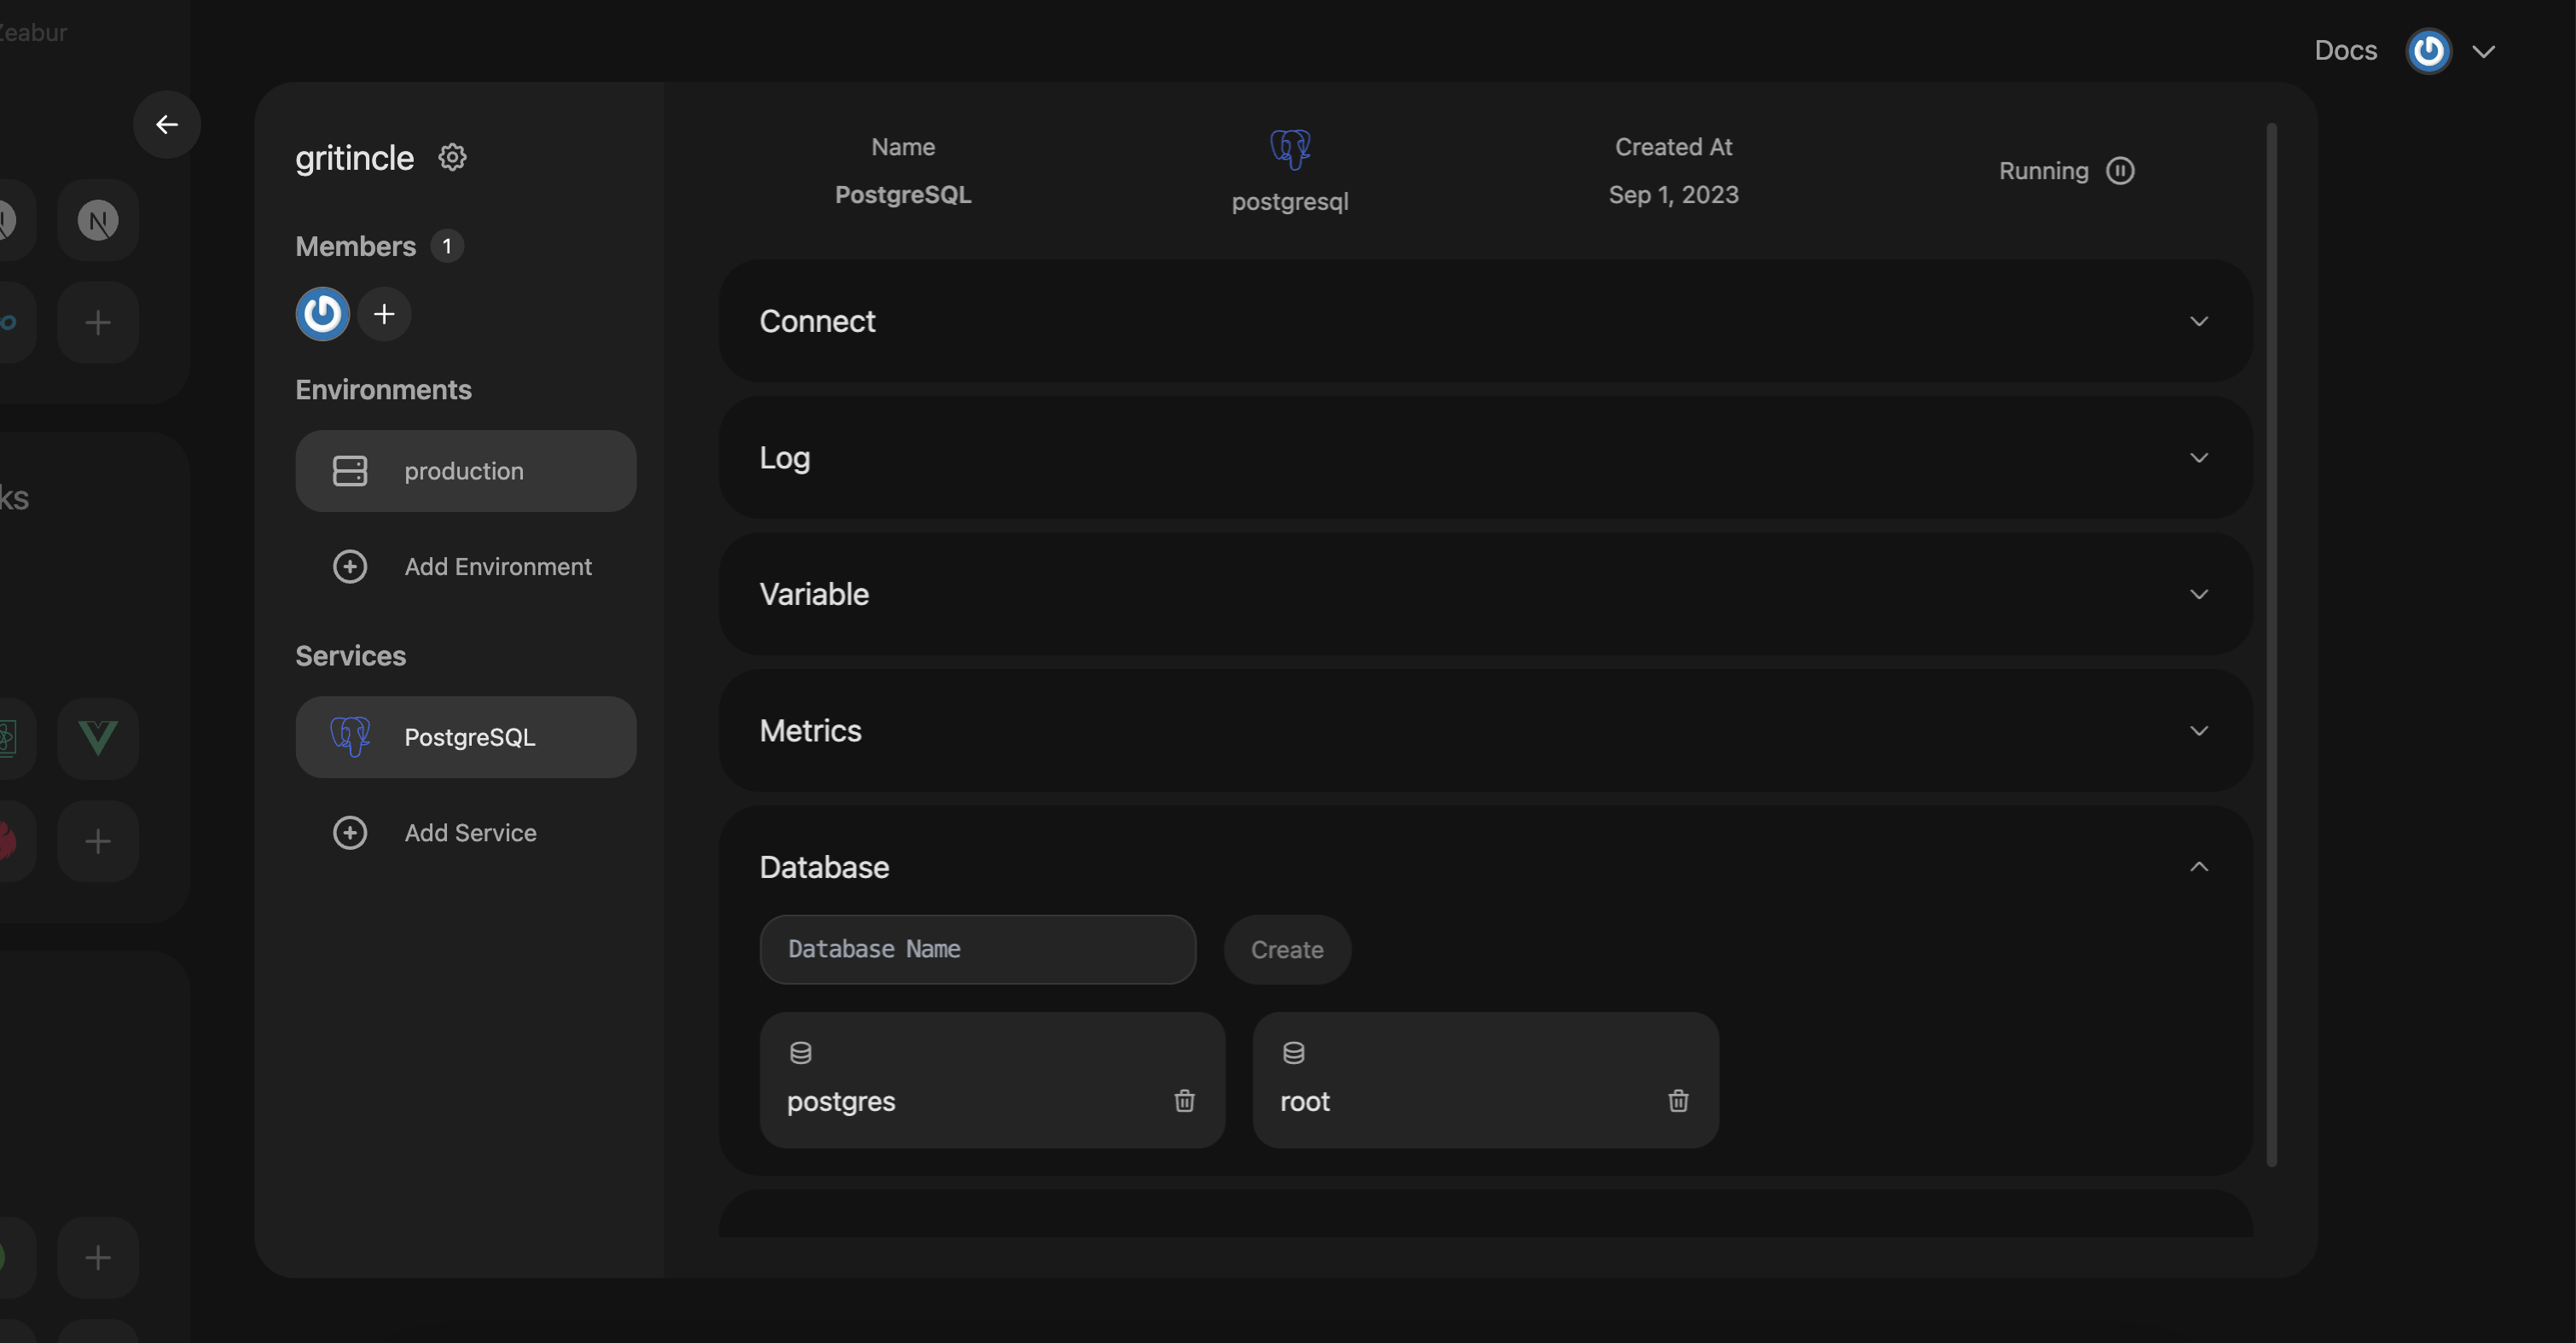 Zeabur
Docs
gritincle
Members 1
Environments
production
Add Environment
Services
PostgreSQL
Add Service
ks
Name
PostgreSQL
postgresql
Created At
Sep 1, 2023
Running
Connect
Log
Variable
Metrics
Database
Database Name
Create
postgres
root